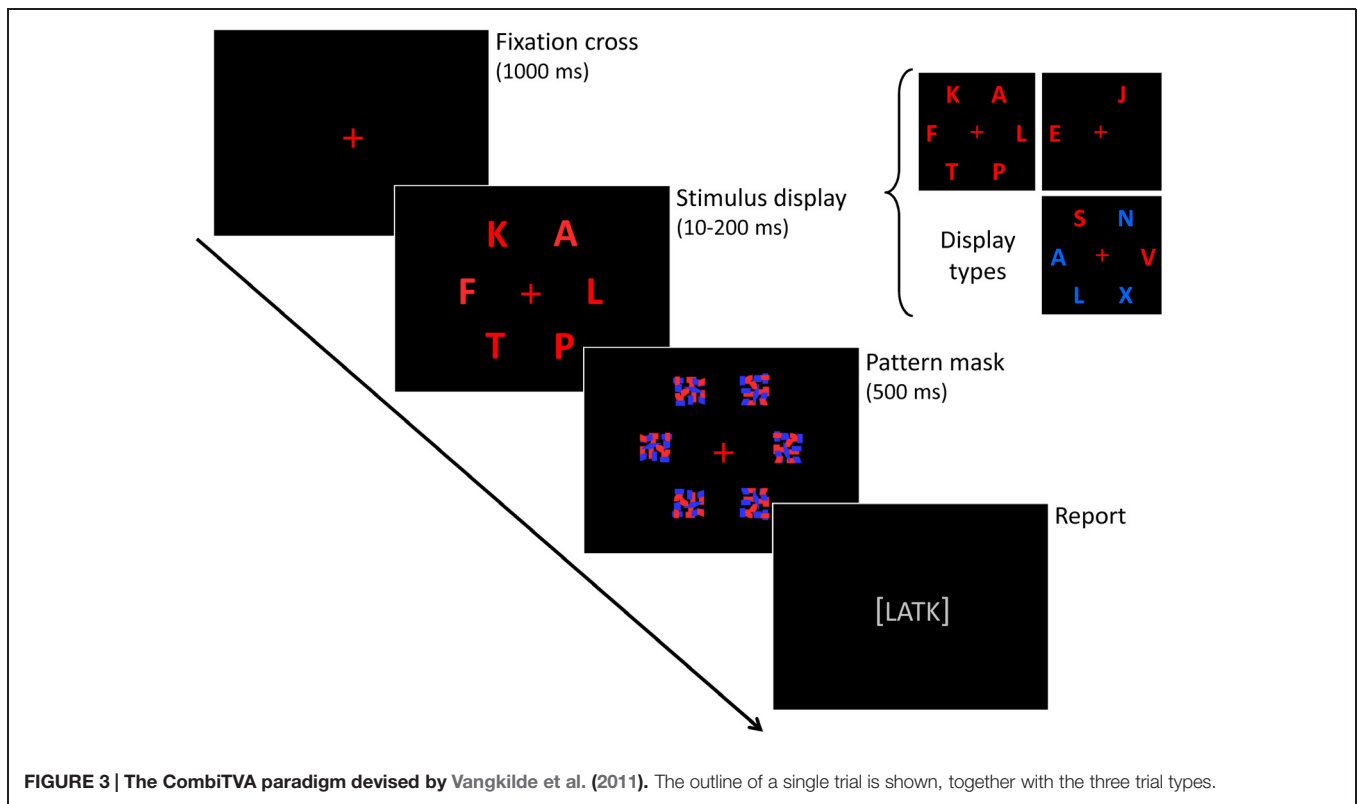 Fixation cross
(1000 ms)
+
Stimulus display
(10-200 ms)
K A
F + L
T P
Pattern mask
(500 ms)
+
Report
[LATK]
K A
F + L
T P
J
E +
Display
types
S N
A + V
L X
FIGURE 3 | The CombiTVA paradigm devised by Vangkilde et al. (2011). The outline of a single trial is shown, together with the three trial types.